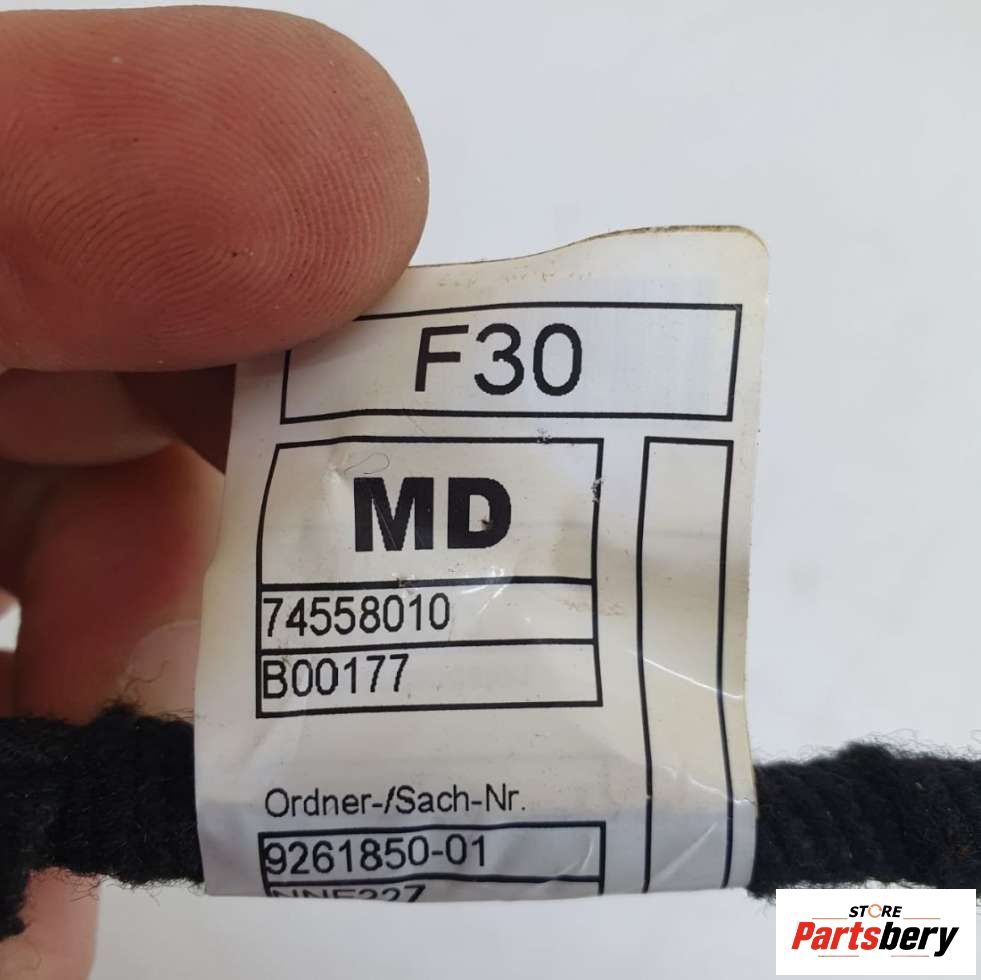 F30
MD
74558010
B00177
Ordner-/Sach-Nr.
9261850-01
STORE
Partsbery